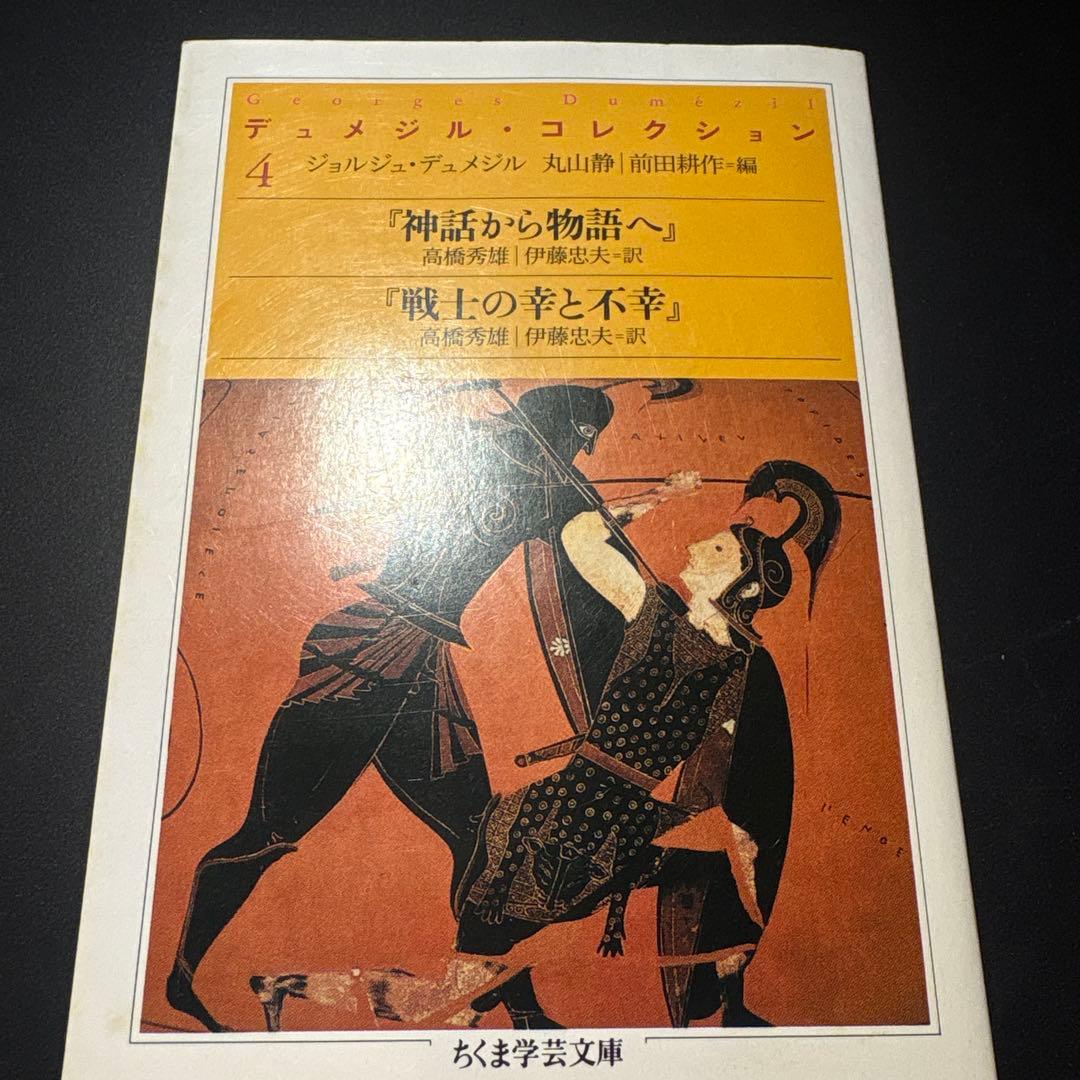 Georges Dumézil
デュメジル・コレクション
4 ジョルジュ・デュメジル 丸山静|前田耕作=編
『神話から物語へ』
高橋秀雄|伊藤忠夫=訳
『戦士の幸と不幸』
高橋秀雄|伊藤忠夫=訳
ちくま学芸文庫